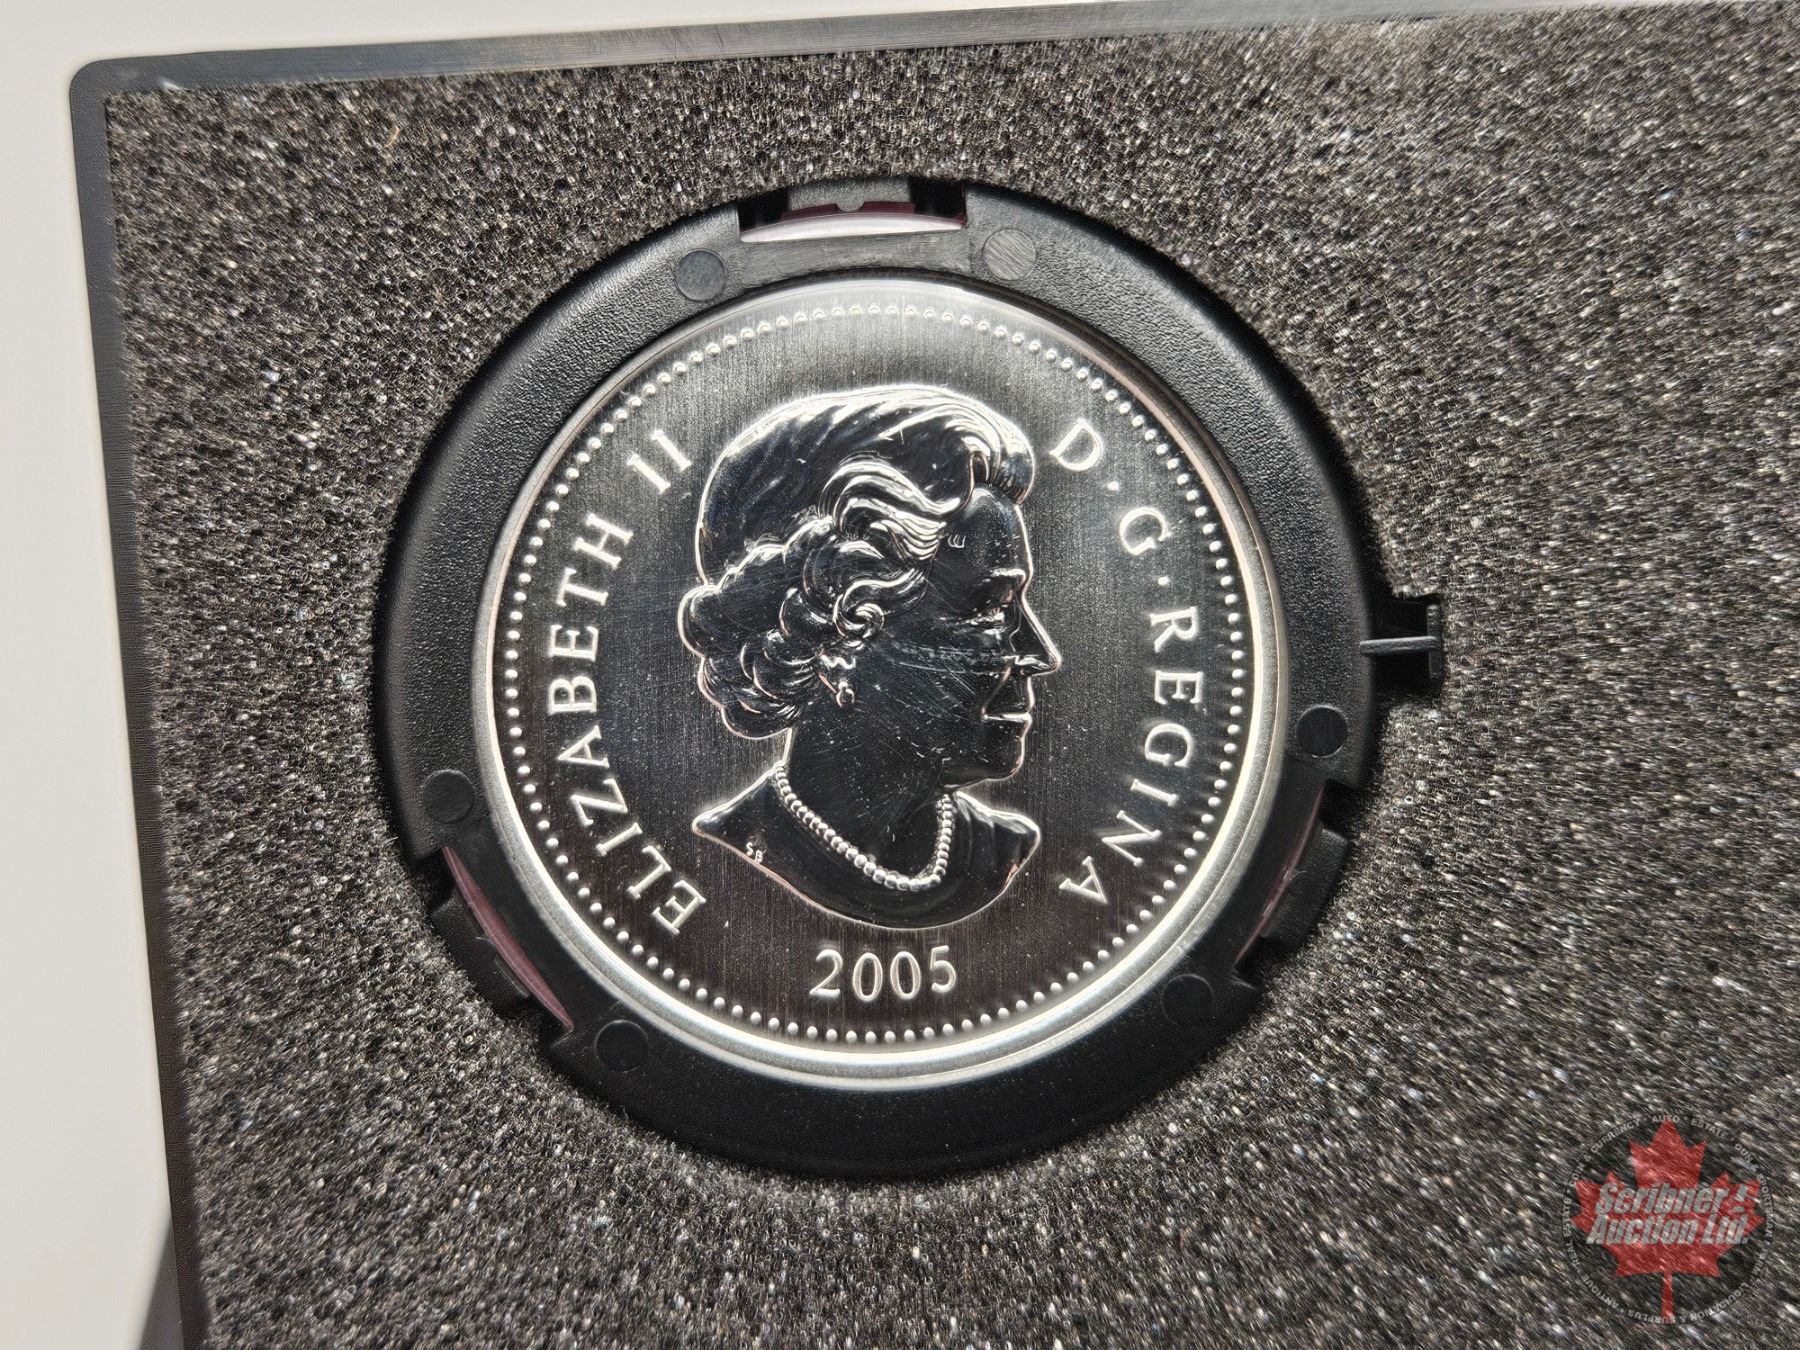 ELIZABETH II D·G·REGINA
2005
SB
Scribner
Auction Ltd.